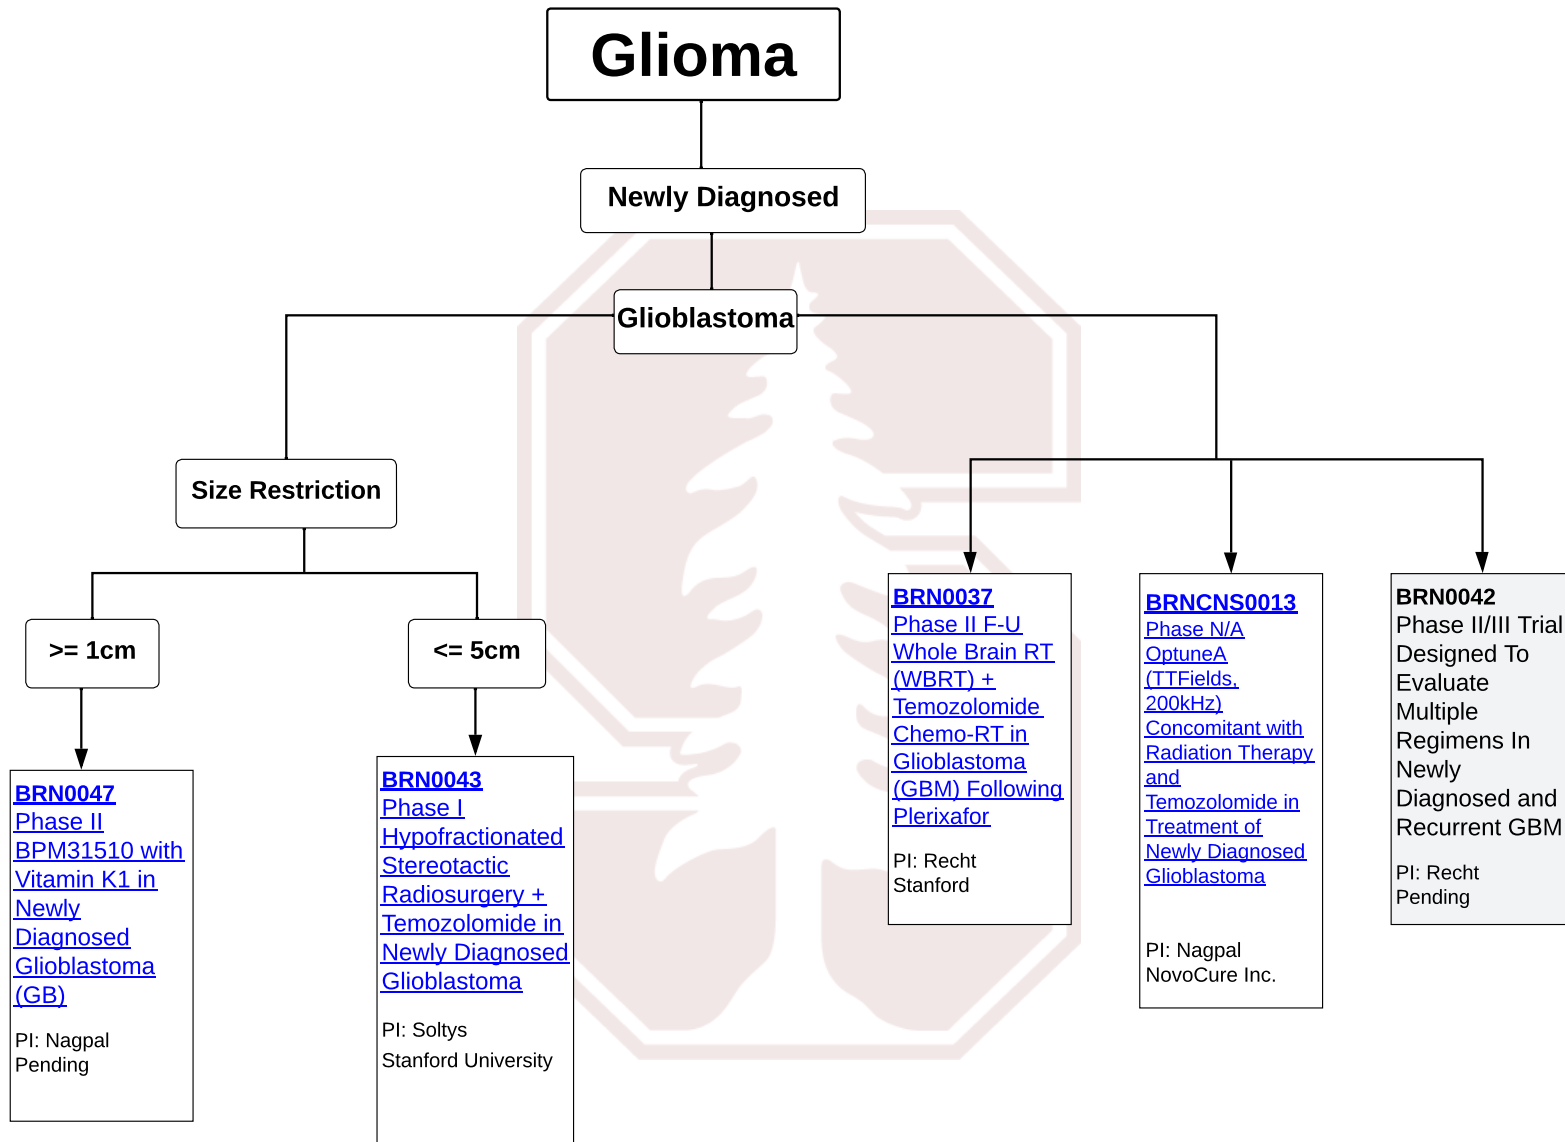 Glioma
Newly Diagnosed
Glioblastoma
Size Restriction
>= 1cm
<= 5cm
BRN0047
Phase II
BPM31510 with
Vitamin K1 in
Newly
Diagnosed
Glioblastoma
(GB)
PI: Nagpal
Pending
BRN0043
Phase I
Hypofractionated
Stereotactic
Radiosurgery +
Temozolomide in
Newly Diagnosed
Glioblastoma
PI: Soltys
Stanford University
BRN0037
Phase II F-U
Whole Brain RT
(WBRT) +
Temozolomide
Chemo-RT in
Glioblastoma
(GBM) Following
Plerixafor
PI: Recht
Stanford
BRNCNS0013
Phase N/A
OptuneA
(TTFields,
200kHz)
Concomitant with
Radiation Therapy
and
Temozolomide in
Treatment of
Newly Diagnosed
Glioblastoma
PI: Nagpal
NovoCure Inc.
BRN0042
Phase II/III Trial
Designed To
Evaluate
Multiple
Regimens In
Newly
Diagnosed and
Recurrent GBM
PI: Recht
Pending